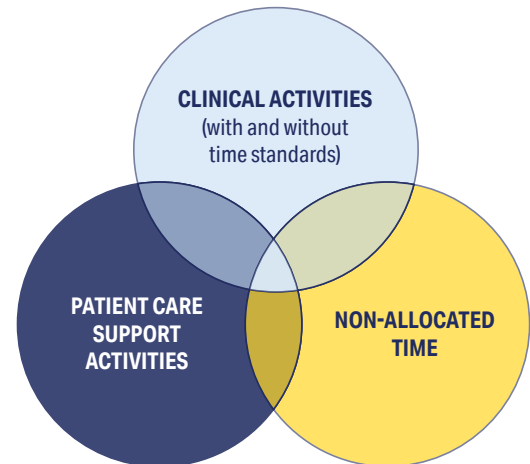 CLINICAL ACTIVITIES
(with and without
time standards)
PATIENT CARE
SUPPORT
ACTIVITIES
NON-ALLOCATED
TIME